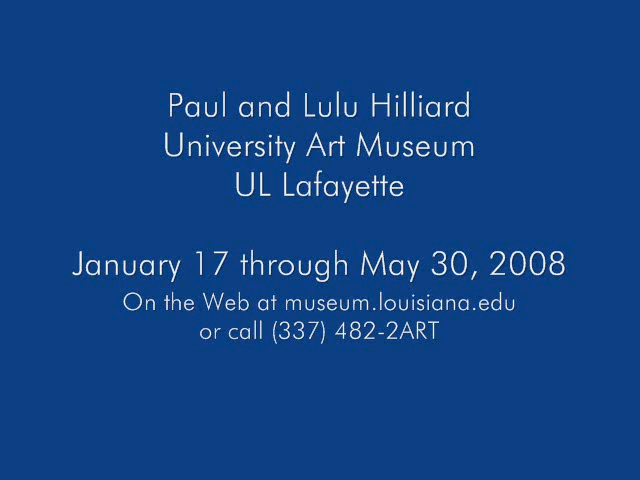 Paul and Lulu Hilliard
University Art Museum
UL Lafayette
January 17 through May 30, 2008
On the Web at museum.louisiana.edu
or call (337) 482-2ART